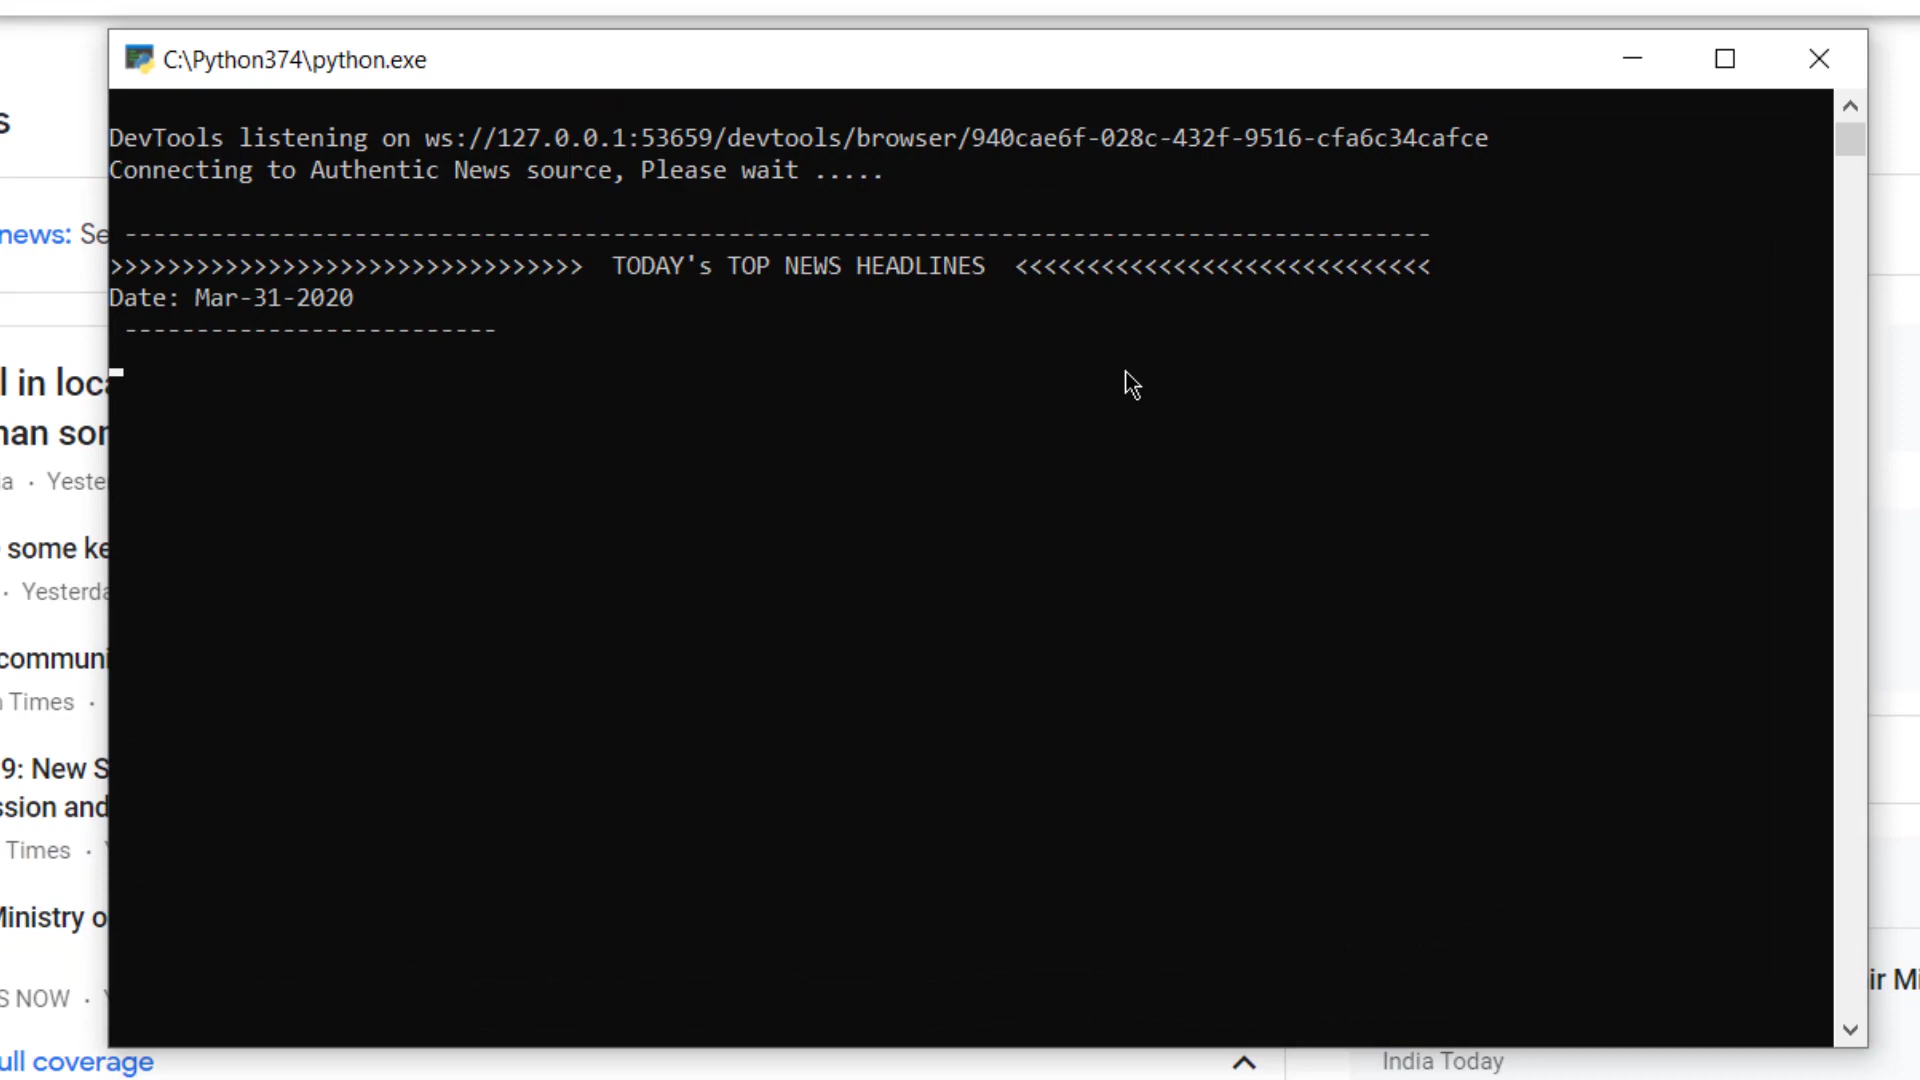 C:\Python374\python.exe
DevTools listening on ws://127.0.0.1:53659/devtools/browser/940cae6f-028c-432f-9516-cfa6c34cafce
Connecting to Authentic News source, Please wait .....
-------------------------------------------------------------------------------------------
>>>>>>>>>>>>>>>>>>>>>>>>>>>>>>>>>  TODAY's TOP NEWS HEADLINES  <<<<<<<<<<<<<<<<<<<<<<<<<<<<<
Date: Mar-31-2020
--------------------------
news: Se
l in loca
nan sor
Yeste
some ke
Yesterda
communi
Times
9: New S
ssion and
Times
Ministry o
S NOW
ull coverage
ir Mi
India Today